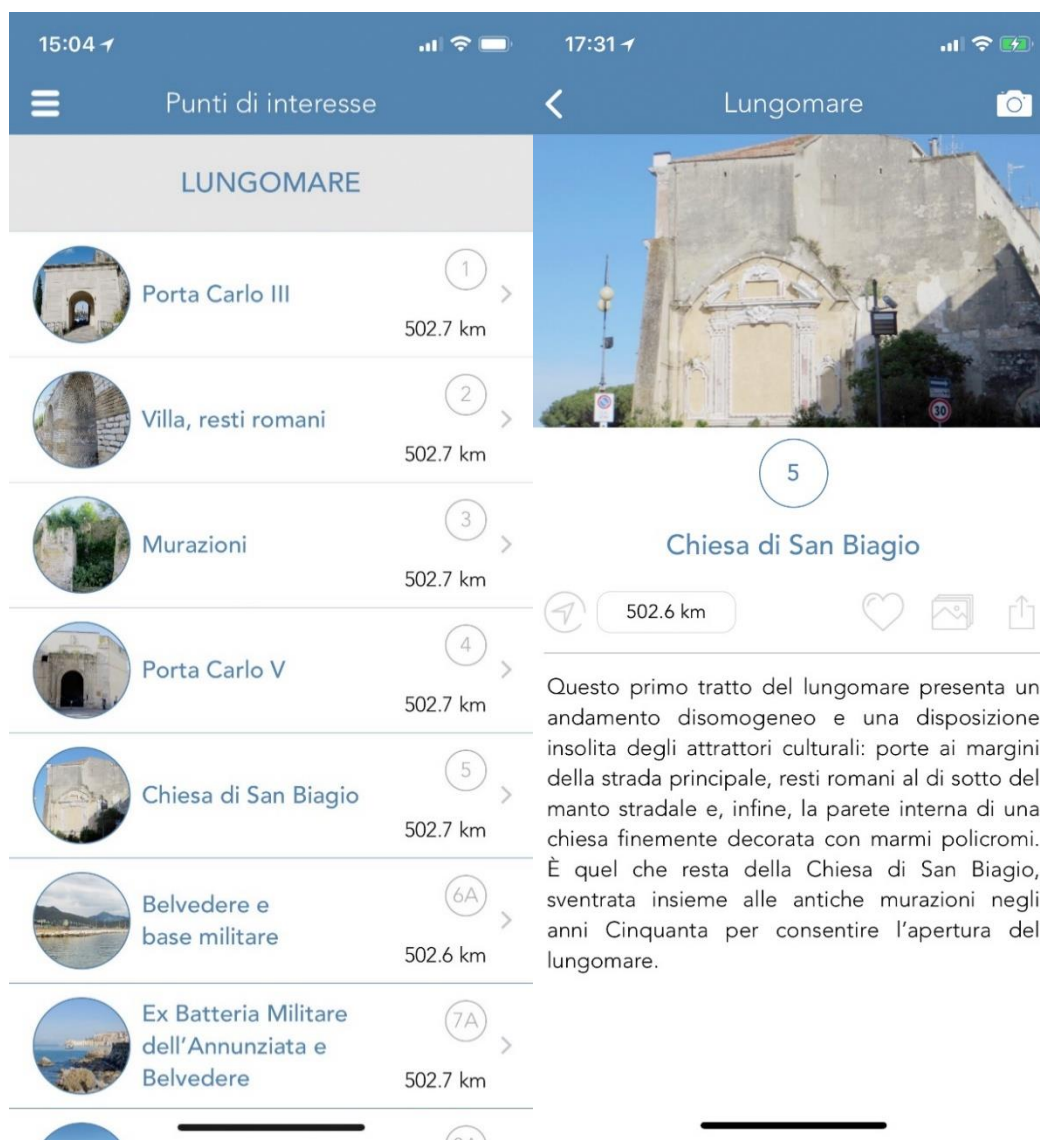 15:04
Punti di interesse
LUNGOMARE
1
Porta Carlo III
502.7 km
2
Villa, resti romani
502.7 km
3
Murazioni
502.7 km
4
Porta Carlo V
502.7 km
5
Chiesa di San Biagio
502.7 km
6A
Belvedere e
base militare
502.6 km
7A
Ex Batteria Militare
dell’Annunziata e
Belvedere
502.7 km
17:31
Lungomare
30
5
Chiesa di San Biagio
502.6 km
Questo primo tratto del lungomare presenta un
andamento disomogeneo e una disposizione
insolita degli attrattori culturali: porte ai margini
della strada principale, resti romani al di sotto del
manto stradale e, infine, la parete interna di una
chiesa finemente decorata con marmi policromi.
È quel che resta della Chiesa di San Biagio,
sventrata insieme alle antiche murazioni negli
anni Cinquanta per consentire l’apertura del
lungomare.